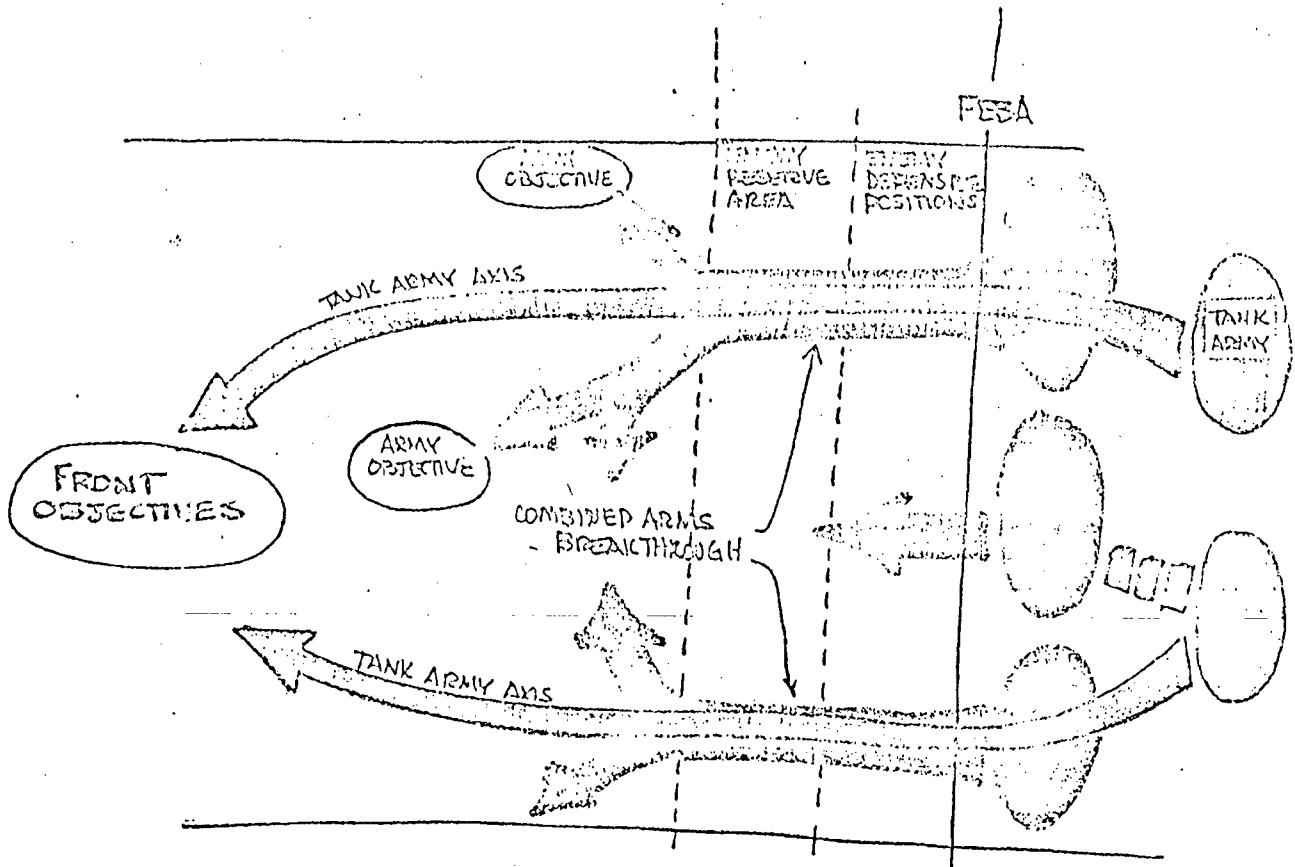 FEBA
ARMY
OBJECTIVE
ENEMY
RESERVE
AREA
ENEMY
DEFENSIVE
POSITIONS
TANK ARMY AXIS
TANK
ARMY
ARMY
OBJECTIVE
FRONT
OBJECTIVES
COMBINED ARMS
BREAKTHROUGH
TANK ARMY AXIS